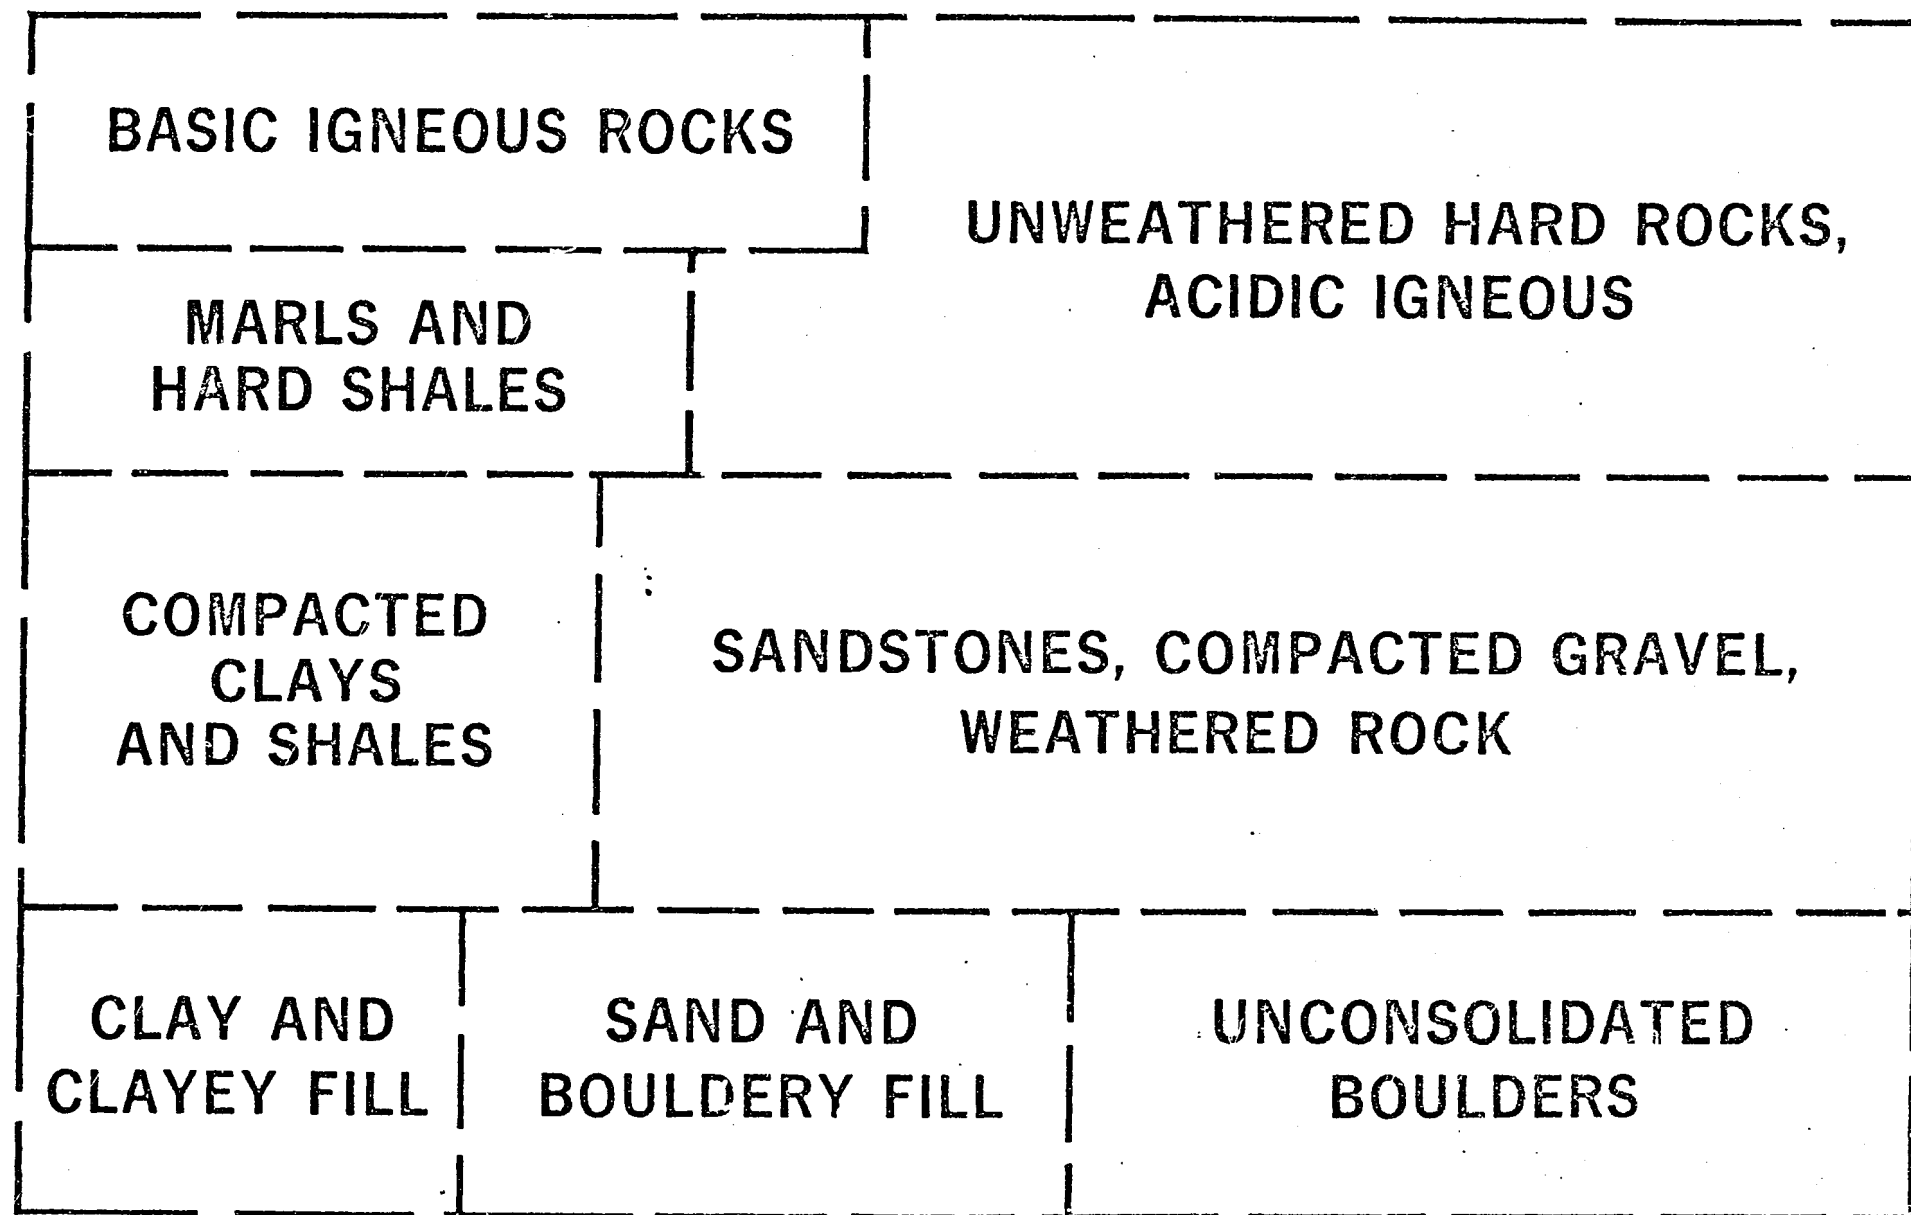 BASIC IGNEOUS ROCKS
UNWEATHERED HARD ROCKS,
ACIDIC IGNEOUS
MARLS AND
HARD SHALES
COMPACTED
CLAYS
AND SHALES
SANDSTONES, COMPACTED GRAVEL,
WEATHERED ROCK
CLAY AND
CLAYEY FILL
SAND AND
BOULDERY FILL
UNCONSOLIDATED
BOULDERS